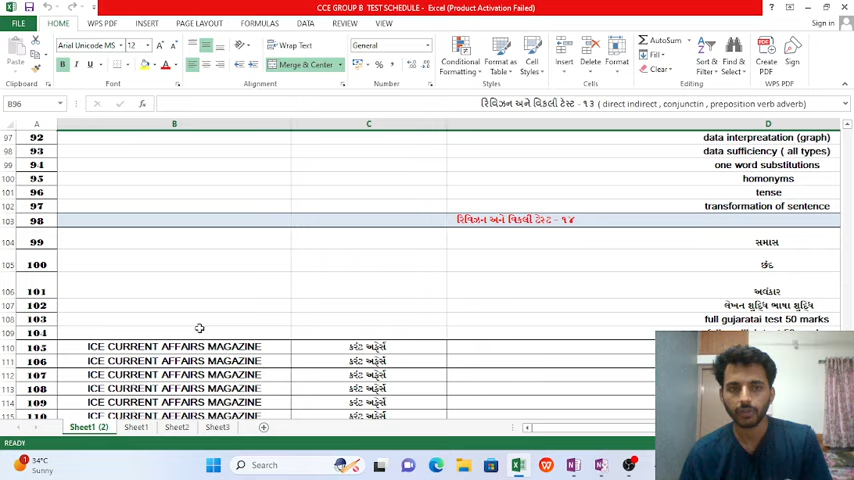 CCE GROUP B TEST SCHEDULE - Excel (Product Activation Failed)
FILE HOME WPS PDF INSERT PAGE LAYOUT FORMULAS DATA REVIEW VIEW Sign in
Paste
Arial Unicode MS 12
B I U
Wrap Text
Merge & Center
General
Conditional Formatting
Format as Table
Cell Styles
Insert
Delete
Format
AutoSum
Fill
Clear
Sort & Filter
Find & Select
Create PDF
Sign
Clipboard Font Alignment Number Styles Cells Editing WPS PDF
B96 fx રિવિઝન અને વિકલી ટેસ્ટ - ૧૩ ( direct indirect , conjunctin , preposition verb adverb)
A B C D
97 92 data interpreatation (graph)
98 93 data sufficiency ( all types)
99 94 one word substitutions
100 95 homonyms
101 96 tense
102 97 transformation of sentence
103 98 રિવિઝન અને વિકલી ટેસ્ટ - ૧૪
104 99 સમાસ
105 100 છંદ
106 101 અલંકાર
107 102 લેખન શુદ્ધિ ભાષા શુદ્ધિ
108 103 full gujaratai test 50 marks
109 104
110 105 ICE CURRENT AFFAIRS MAGAZINE કરંટ અફેર્સ
111 106 ICE CURRENT AFFAIRS MAGAZINE કરંટ અફેર્સ
112 107 ICE CURRENT AFFAIRS MAGAZINE કરંટ અફેર્સ
113 108 ICE CURRENT AFFAIRS MAGAZINE કરંટ અફેર્સ
114 109 ICE CURRENT AFFAIRS MAGAZINE કરંટ અફેર્સ
115 110 ICE CURRENT AFFAIRS MAGAZINE કરંટ અફેર્સ
Sheet1 (2) Sheet1 Sheet2 Sheet3
READY
34°C
Sunny
Search